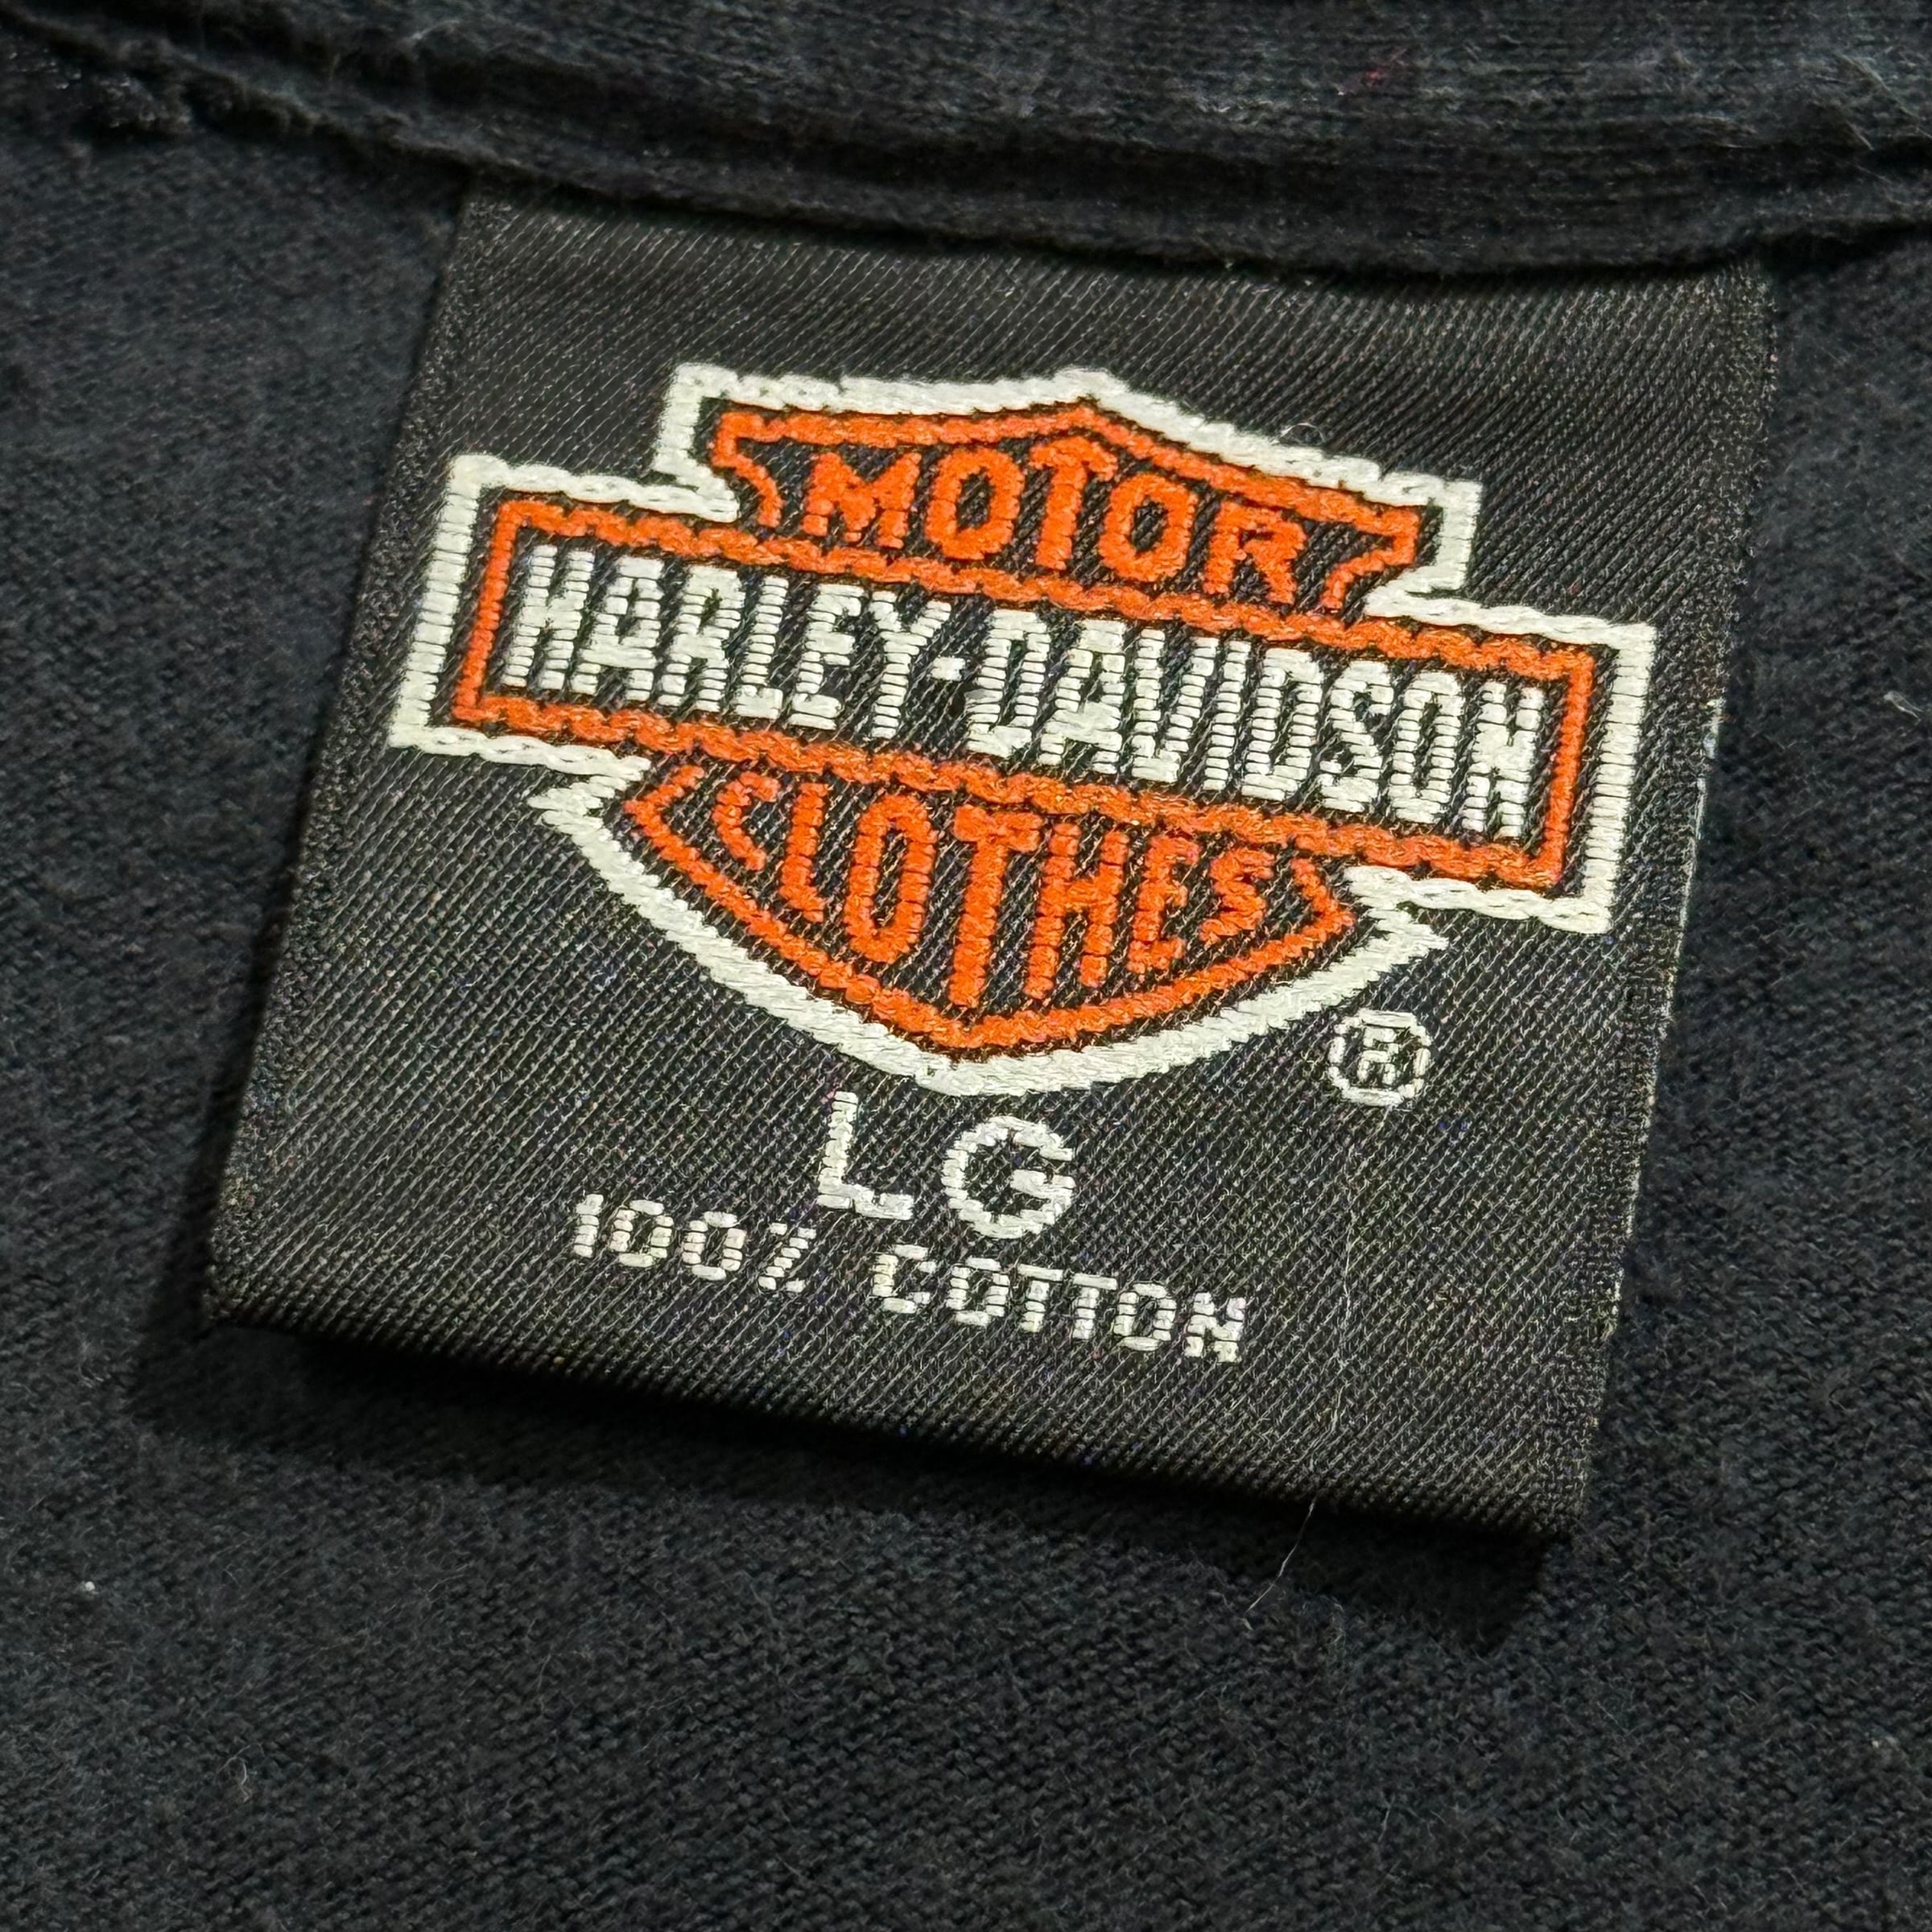 MOTOR
HARLEY-DAVIDSON
CLOTHES
®
LG
100% COTTON